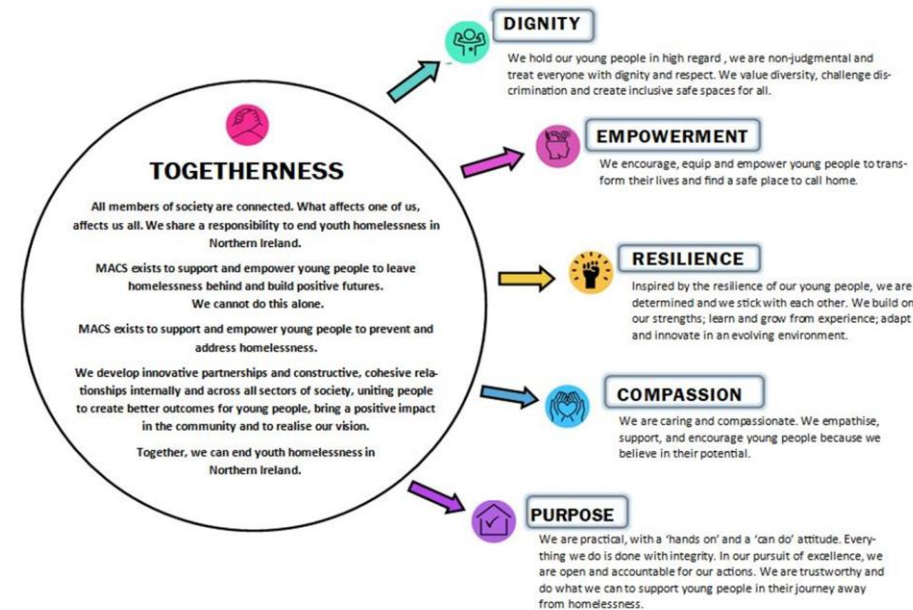 TOGETHERNESS
All members of society are connected. What affects one of us,
affects us all. We share a responsibility to end youth homelessness in
Northern Ireland.
MACS exists to support and empower young people to leave
homelessness behind and build positive futures.
We cannot do this alone.
MACS exists to support and empower young people to prevent and
address homelessness.
We develop innovative partnerships and constructive, cohesive rela-
tionships internally and across all sectors of society, uniting people
to create better outcomes for young people, bring a positive impact
in the community and to realise our vision.
Together, we can end youth homelessness in
Northern Ireland.
DIGNITY
We hold our young people in high regard , we are non-judgmental and
treat everyone with dignity and respect. We value diversity, challenge dis-
crimination and create inclusive safe spaces for all.
EMPOWERMENT
We encourage, equip and empower young people to trans-
form their lives and find a safe place to call home.
RESILIENCE
Inspired by the resilience of our young people, we are
determined and we stick with each other. We build on
our strengths; learn and grow from experience; adapt
and innovate in an evolving environment.
COMPASSION
We are caring and compassionate. We empathise,
support, and encourage young people because we
believe in their potential.
PURPOSE
We are practical, with a ‘hands on’ and a ‘can do’ attitude. Every-
thing we do is done with integrity. In our pursuit of excellence, we
are open and accountable for our actions. We are trustworthy and
do what we can to support young people in their journey away
from homelessness.